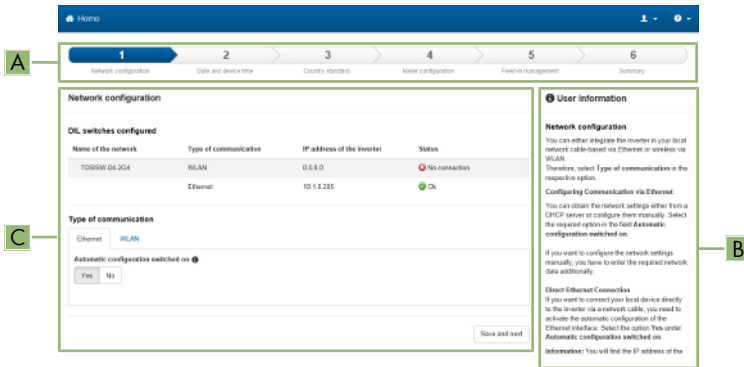 Home
A
1 2 3 4 5 6
Network configuration Date and device time Country standard Meter configuration Feed-in management Summary
Network configuration
DIL switches configured
Name of the network Type of communication IP address of the inverter Status
WLAN 0.0.0.0 No connection
Ethernet 10.1.8.285 Ok
Type of communication
Ethernet WLAN
Automatic configuration switched on
Yes No
Save and next
C
User Information
Network configuration
You can either integrate the inverter in your local
network cable-based via Ethernet or wireless via
WLAN.
Therefore, select Type of communication in the
respective option.
Configuring Communication via Ethernet
You can obtain the network settings either from a
DHCP server or configure them manually. Select
the required option in the field Automatic
configuration switched on.
If you want to configure the network settings
manually, you have to enter the required network
data additionally.
Direct Ethernet Connection
If you want to connect your local device directly
to the inverter via a network cable, you need to
activate the automatic configuration of the
Ethernet interface. Select the option Yes under
Automatic configuration switched on.
Information: You will find the IP address of the
B